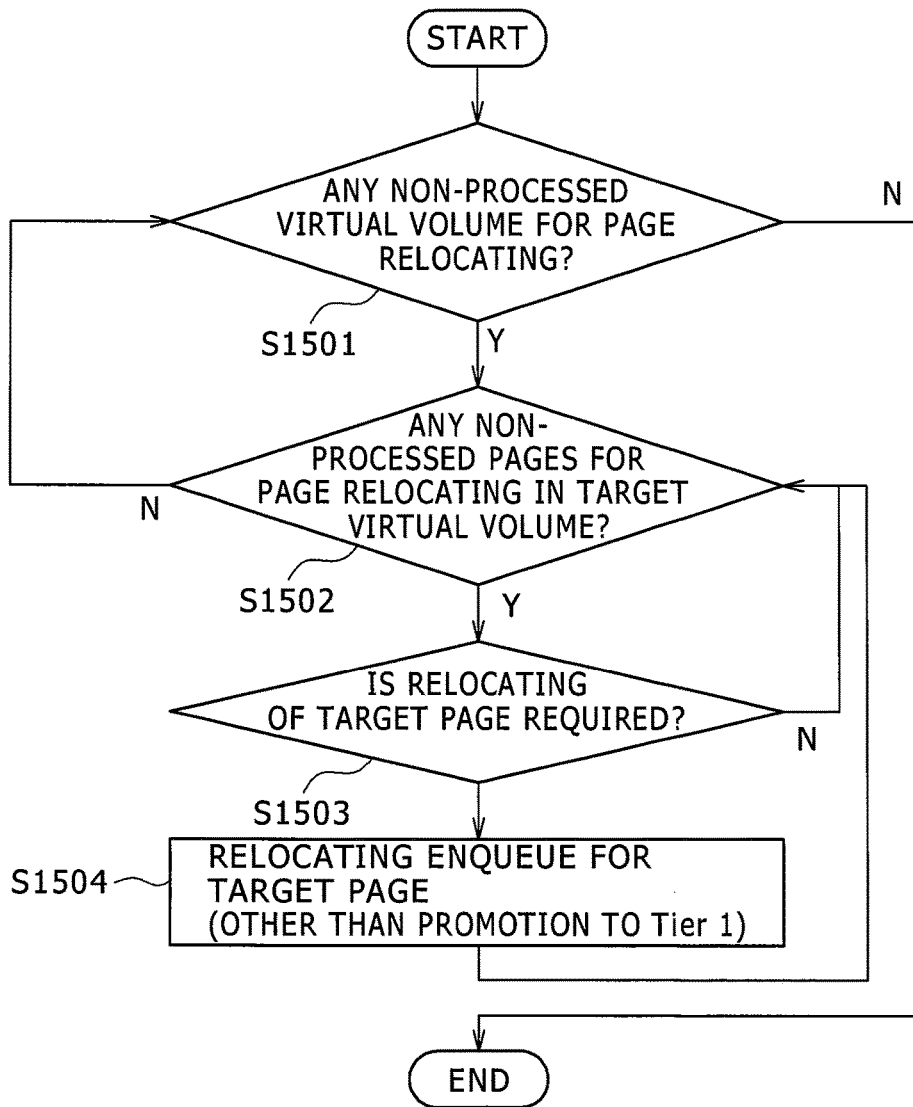 START
ANY NON-PROCESSED
VIRTUAL VOLUME FOR PAGE
RELOCATING?
N
S1501
Y
ANY NON-
PROCESSED PAGES FOR
PAGE RELOCATING IN TARGET
VIRTUAL VOLUME?
N
S1502
Y
IS RELOCATING
OF TARGET PAGE REQUIRED?
N
S1503
S1504
RELOCATING ENQUEUE FOR
TARGET PAGE
(OTHER THAN PROMOTION TO Tier 1)
END